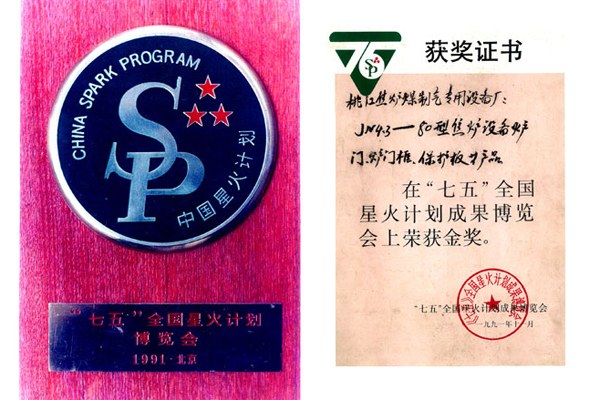 CHINA SPARK PROGRAM
SP
中国星火计划
“七五”全国星火计划
博览会
1991·北京
75
SP
获奖证书
桃江焦炉煤制气专用设备厂:
JN43—80型焦炉设备炉
门、炉门框、保护板等产品
在“七五”全国
星火计划成果博览
会上荣获金奖。
“七五”全国星火计划成果博览会
一九九一年十一月